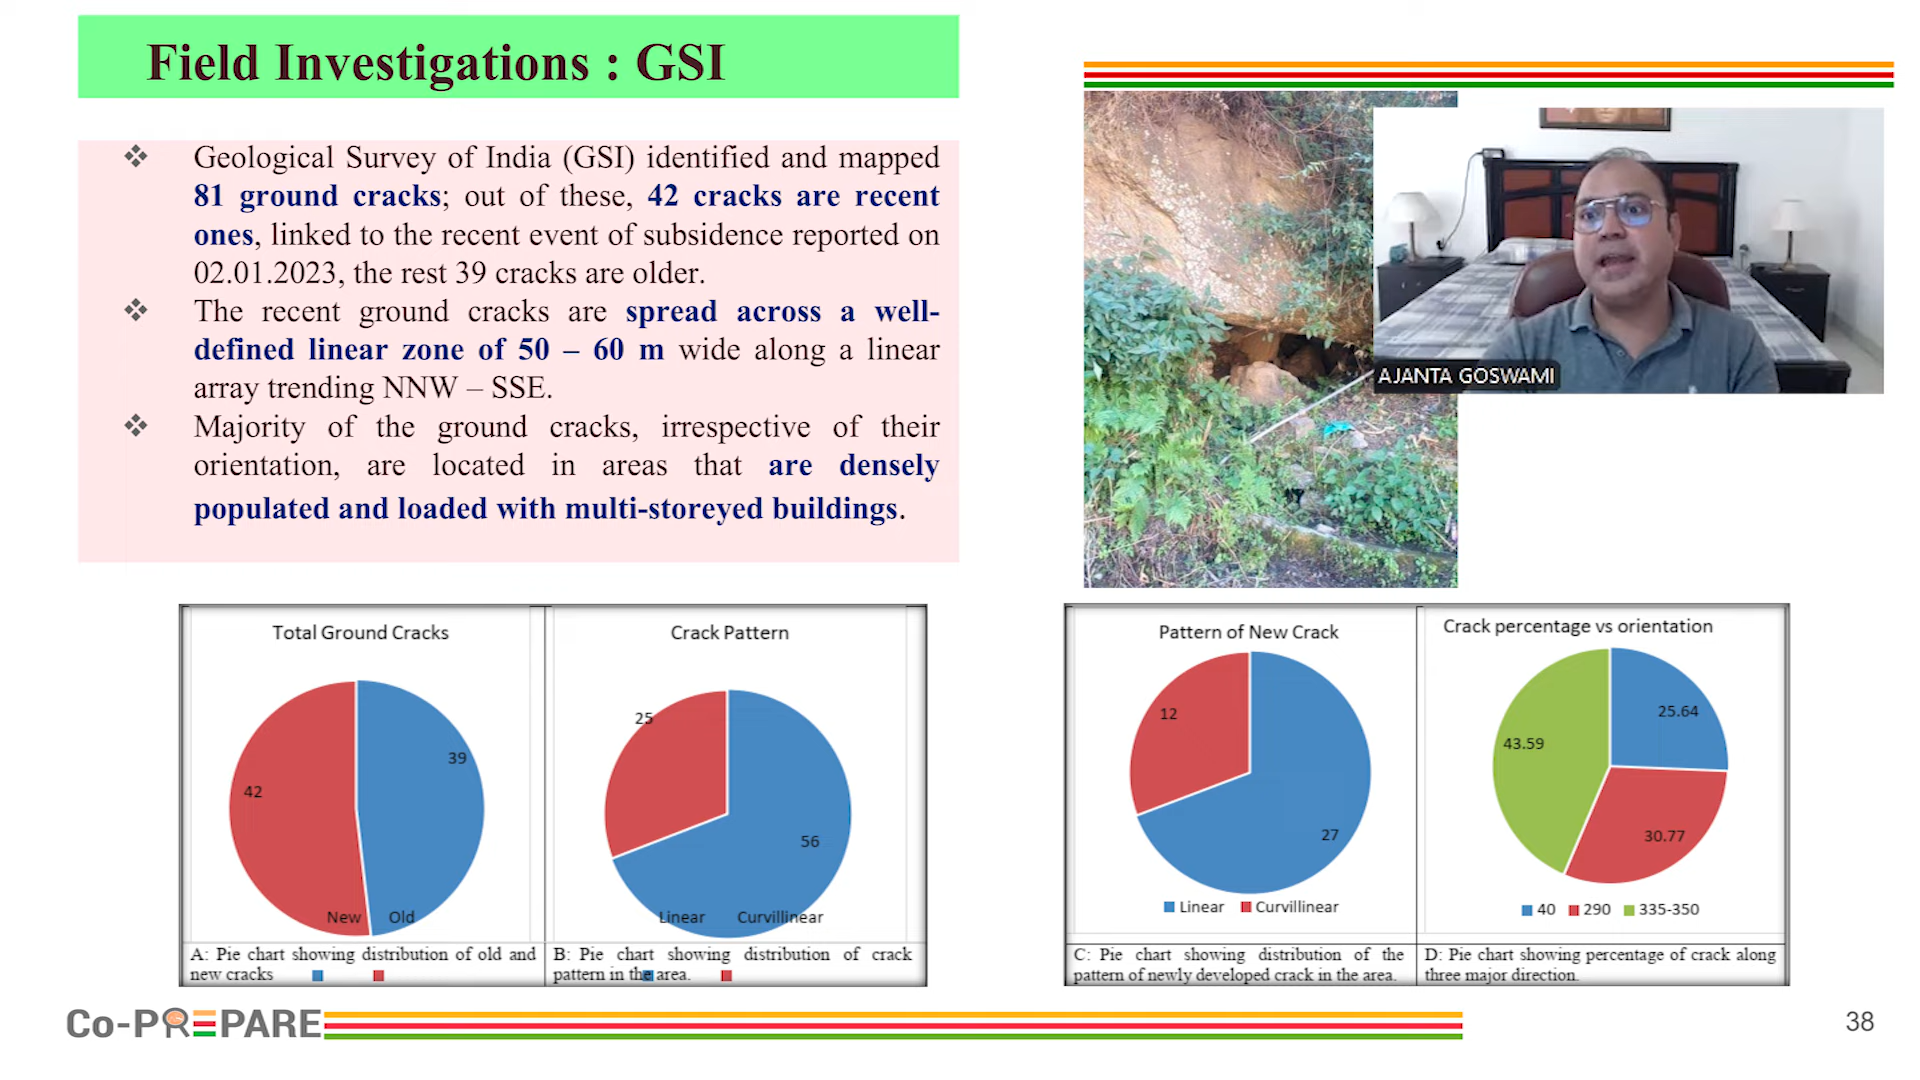 Field Investigations : GSI
❖ Geological Survey of India (GSI) identified and mapped
81 ground cracks; out of these, 42 cracks are recent
ones, linked to the recent event of subsidence reported on
02.01.2023, the rest 39 cracks are older.
❖ The recent ground cracks are spread across a well-
defined linear zone of 50 – 60 m wide along a linear
array trending NNW – SSE.
❖ Majority of the ground cracks, irrespective of their
orientation, are located in areas that are densely
populated and loaded with multi-storeyed buildings.
AJANTA GOSWAMI
Total Ground Cracks
39
42
New Old
A: Pie chart showing distribution of old and
new cracks
Crack Pattern
25
56
Linear Curvillinear
B: Pie chart showing distribution of crack
pattern in the area.
Pattern of New Crack
12
27
Linear Curvillinear
C: Pie chart showing distribution of the
pattern of newly developed crack in the area.
Crack percentage vs orientation
25.64
43.59
30.77
40 290 335-350
D: Pie chart showing percentage of crack along
three major direction.
Co-PREPARE
38